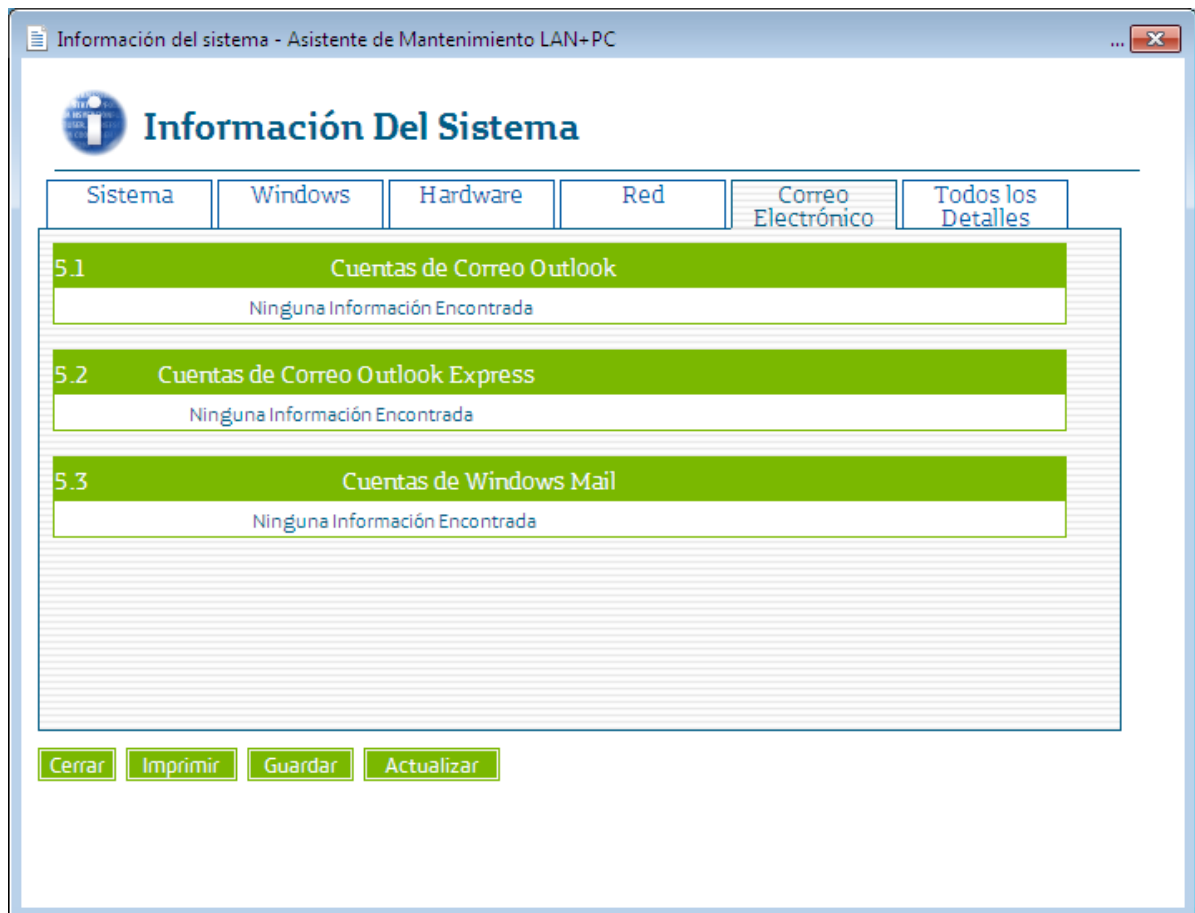 Información del sistema - Asistente de Mantenimiento LAN+PC ...
Información Del Sistema
Sistema Windows Hardware Red Correo Electrónico Todos los Detalles
5.1 Cuentas de Correo Outlook
Ninguna Información Encontrada
5.2 Cuentas de Correo Outlook Express
Ninguna Información Encontrada
5.3 Cuentas de Windows Mail
Ninguna Información Encontrada
Cerrar Imprimir Guardar Actualizar